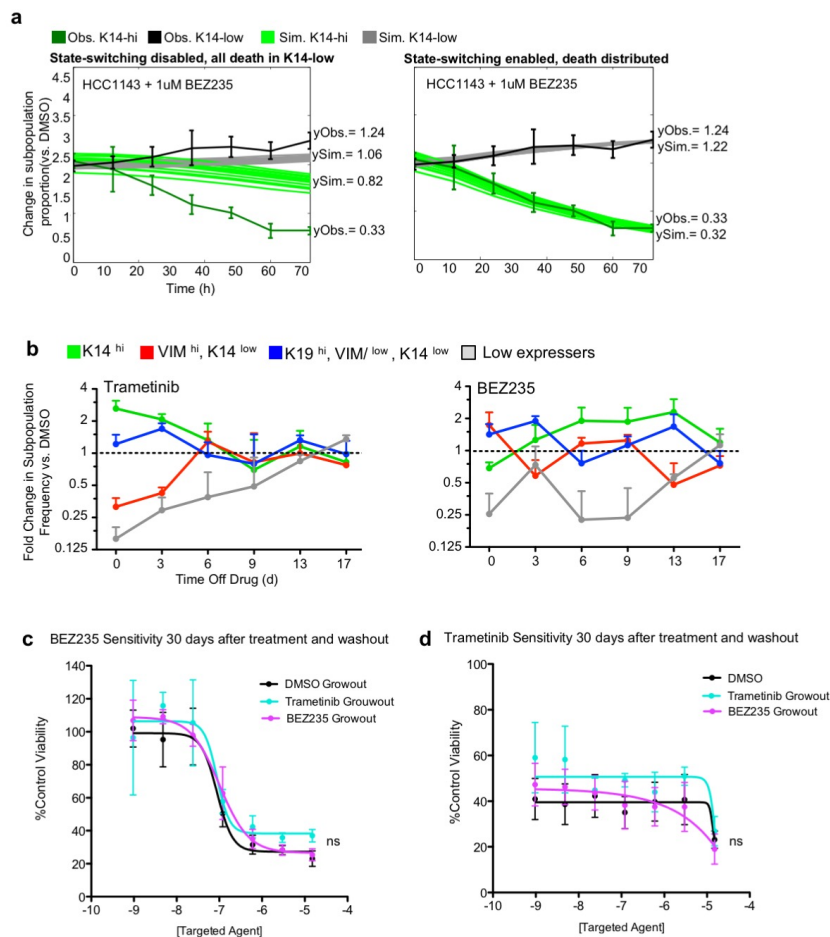 a
Obs. K14-hi Obs. K14-low Sim. K14-hi Sim. K14-low
State-switching disabled, all death in K14-low
State-switching enabled, death distributed
HCC1143 + 1uM BEZ235
HCC1143 + 1uM BEZ235
Change in subpopulation
proportion(vs. DMSO)
4.5
3.5
2.5
2
1.5
1
0.5
0
yObs.= 1.24
ySim.= 1.06
ySim.= 0.82
yObs.= 0.33
yObs.= 1.24
ySim.= 1.22
yObs.= 0.33
ySim.= 0.32
0 10 20 30 40 50 60 70
0 10 20 30 40 50 60 70
Time (h)
b
K14 hi VIM hi, K14 low K19 hi, VIM/ low, K14 low Low expressers
Trametinib
BEZ235
Fold Change in Subpopulation
Frequency vs. DMSO
4
2
1
0.5
0.25
0.125
4
2
1
0.5
0.25
0.125
0 3 6 9 13 17
0 3 6 9 13 17
Time Off Drug (d)
c
BEZ235 Sensitivity 30 days after treatment and washout
DMSO Growout
Trametinib Grouwout
BEZ235 Growout
%Control Viability
140
120
100
80
60
40
20
0
ns
-10 -9 -8 -7 -6 -5 -4
[Targeted Agent]
d
Trametinib Sensitivity 30 days after treatment and washout
DMSO
Trametinib Growout
BEZ235 Growout
%Control Viability
100
80
60
40
20
0
ns
-10 -9 -8 -7 -6 -5 -4
[Targeted Agent]